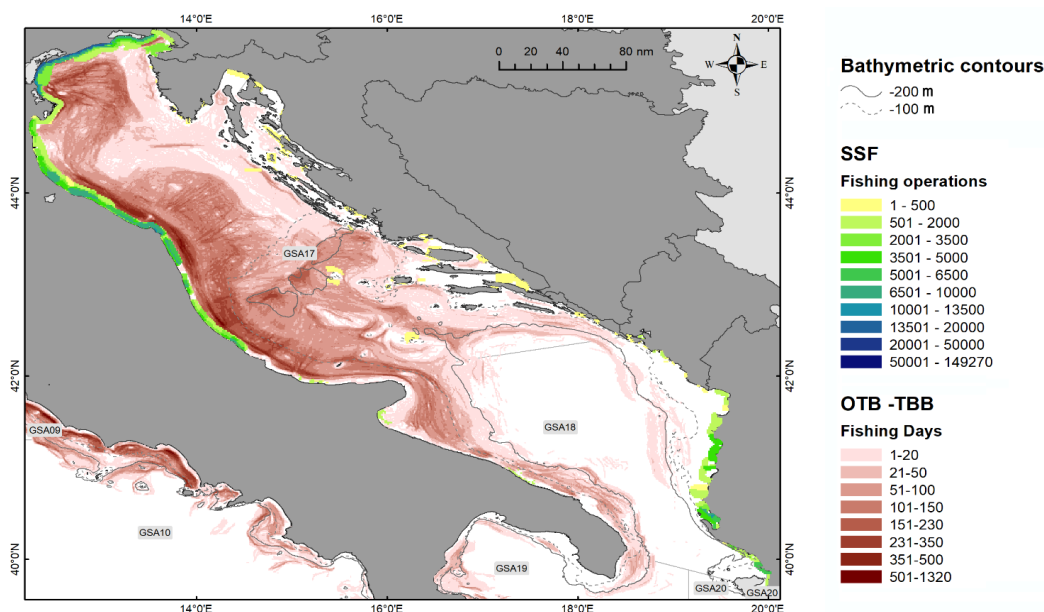 14°0'E 16°0'E 18°0'E 20°0'E
0 20 40 80 nm
N
W E
S
44°0'N 44°0'N
GSA17
42°0'N 42°0'N
GSA18
GSA09
GSA10
GSA19
GSA20 GSA20
40°0'N 40°0'N
14°0'E 16°0'E 18°0'E 20°0'E
Bathymetric contours
-200 m
-100 m
SSF
Fishing operations
1 - 500
501 - 2000
2001 - 3500
3501 - 5000
5001 - 6500
6501 - 10000
10001 - 13500
13501 - 20000
20001 - 50000
50001 - 149270
OTB -TBB
Fishing Days
1-20
21-50
51-100
101-150
151-230
231-350
351-500
501-1320